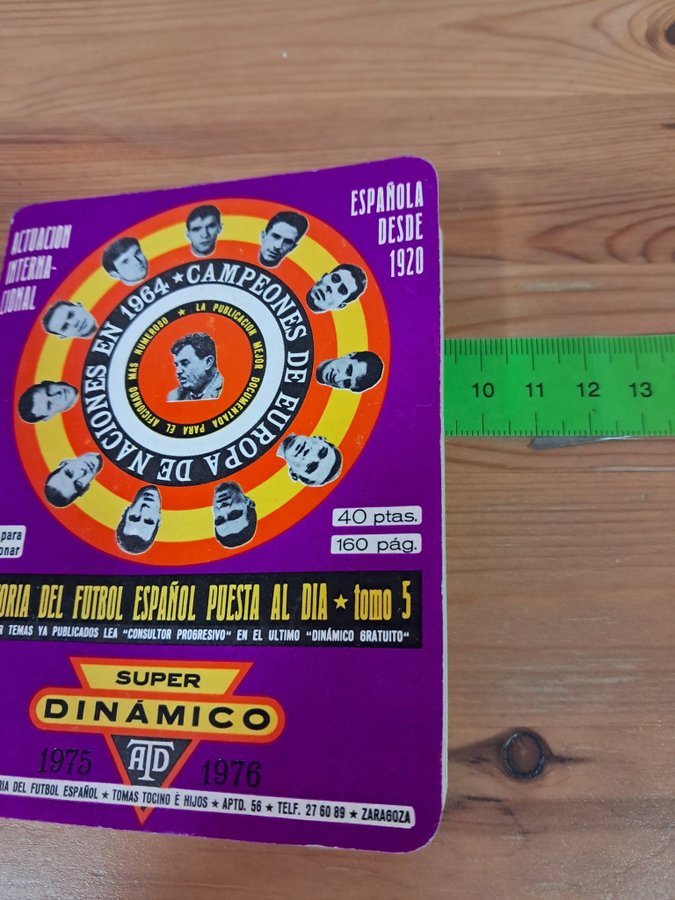 ACTUACION
INTERNA-
CIONAL
ESPAÑOLA
DESDE
1920
CAMPEONES DE EUROPA DE NACIONES EN 1964 ★
★ LA PUBLICACION MEJOR DOCUMENTADA PARA EL AFICIONADO MAS NUMEROSO
10 11 12 13
para
onar
40 ptas.
160 pág.
ORIA DEL FUTBOL ESPAÑOL PUESTA AL DIA ★ tomo 5
R TEMAS YA PUBLICADOS LEA "CONSULTOR PROGRESIVO" EN EL ULTIMO "DINÁMICO GRATUITO"
SUPER
DINÁMICO
1975 ATD 1976
RIA DEL FUTBOL ESPAÑOL ★ TOMAS TOCINO É HIJOS ★ APTD. 56 ★ TELF. 27 60 89 ★ ZARAGOZA